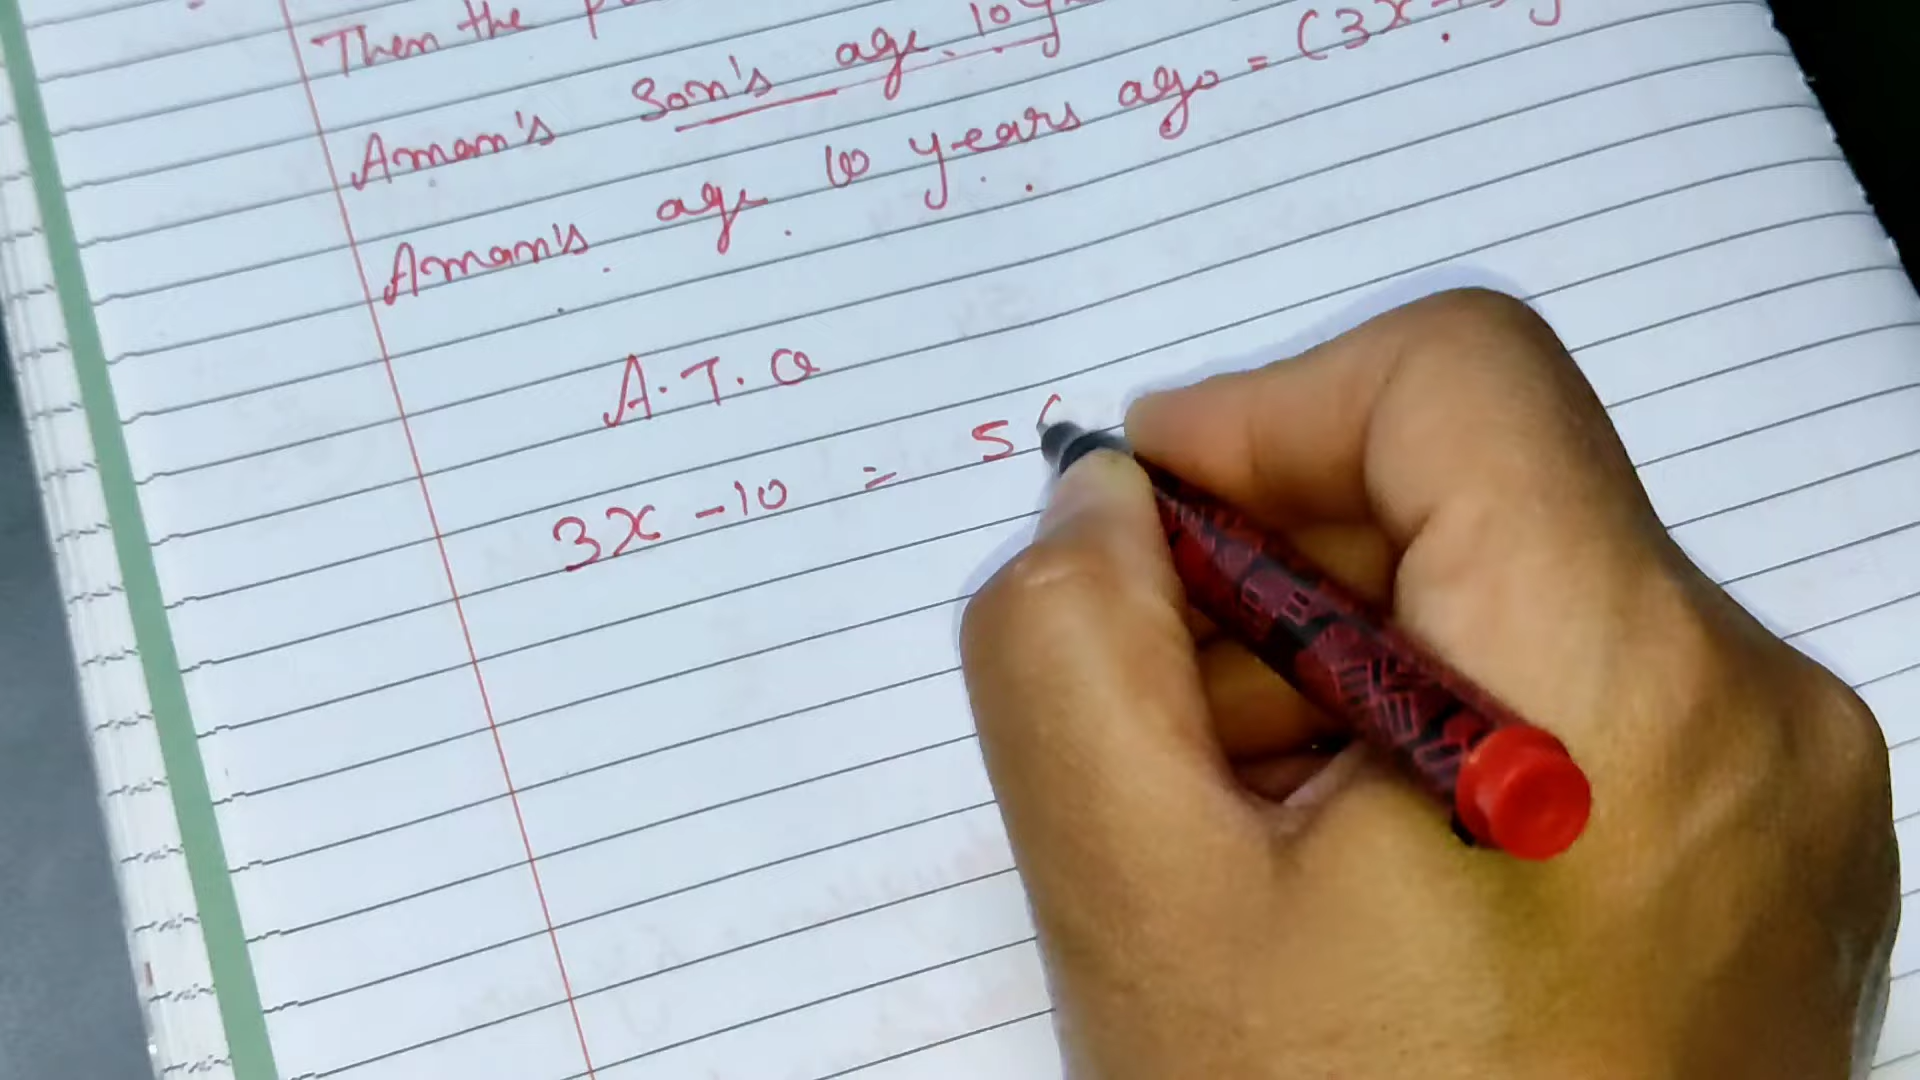 Then the
Aman's Son's age 10
Aman's age 10 years ago = (3x
A.T.Q
3x - 10 = 5(